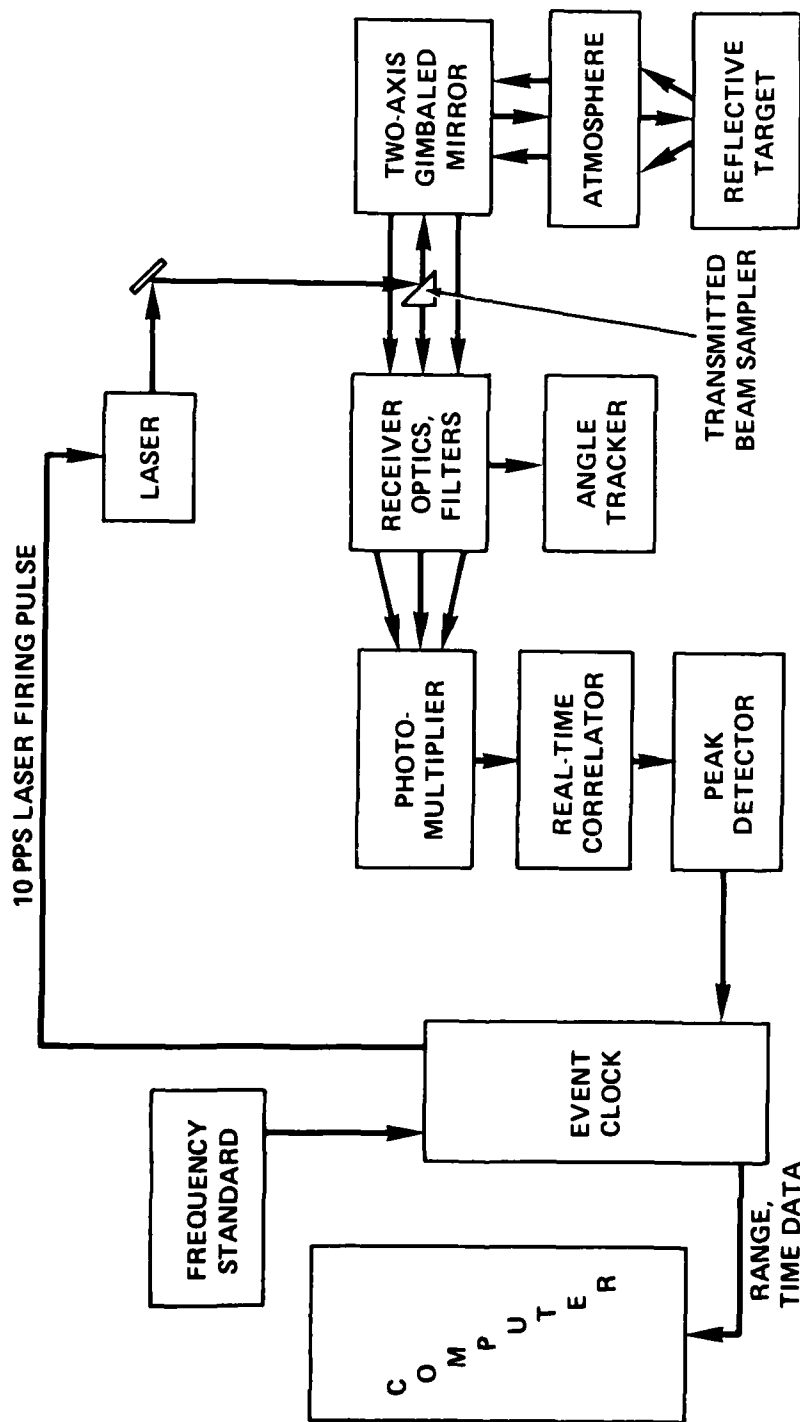 10 PPS LASER FIRING PULSE
LASER
FREQUENCY
STANDARD
COMPUTER
RANGE,
TIME DATA
EVENT
CLOCK
PHOTO-
MULTIPLIER
REAL-TIME
CORRELATOR
PEAK
DETECTOR
RECEIVER
OPTICS,
FILTERS
ANGLE
TRACKER
TRANSMITTED
BEAM SAMPLER
TWO-AXIS
GIMBALED
MIRROR
ATMOSPHERE
REFLECTIVE
TARGET